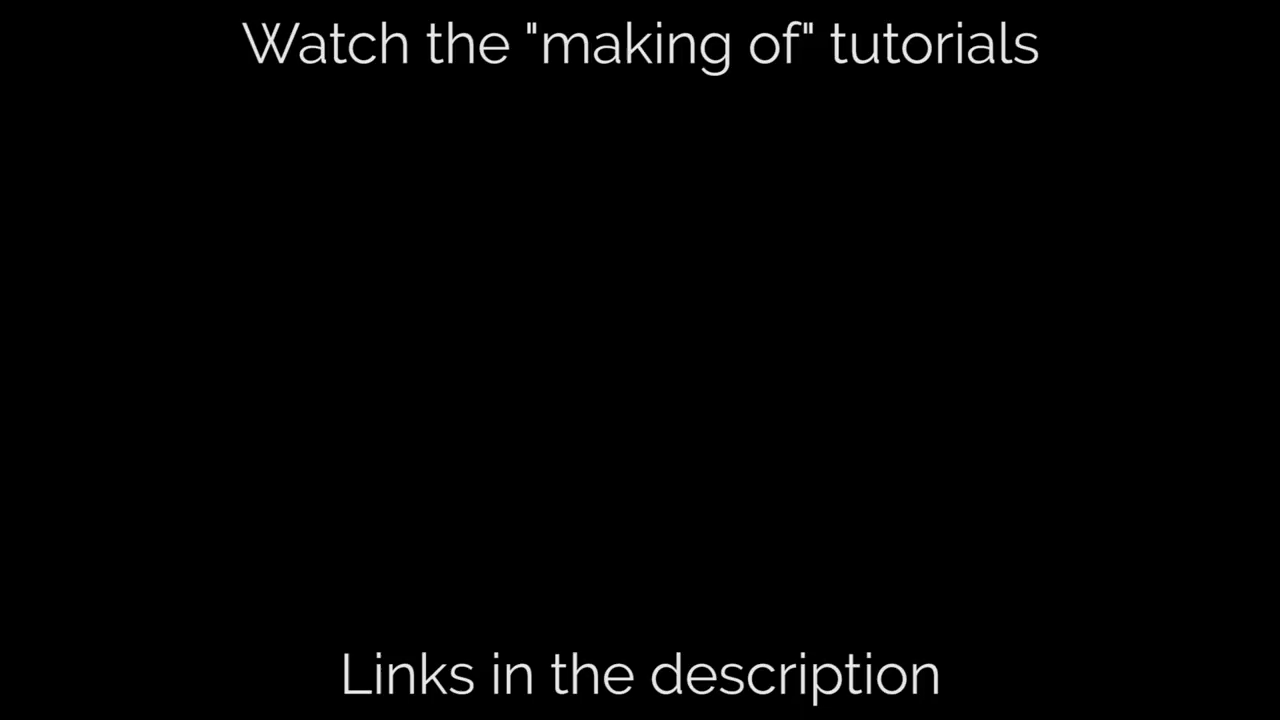 Watch the "making of" tutorials
Links in the description